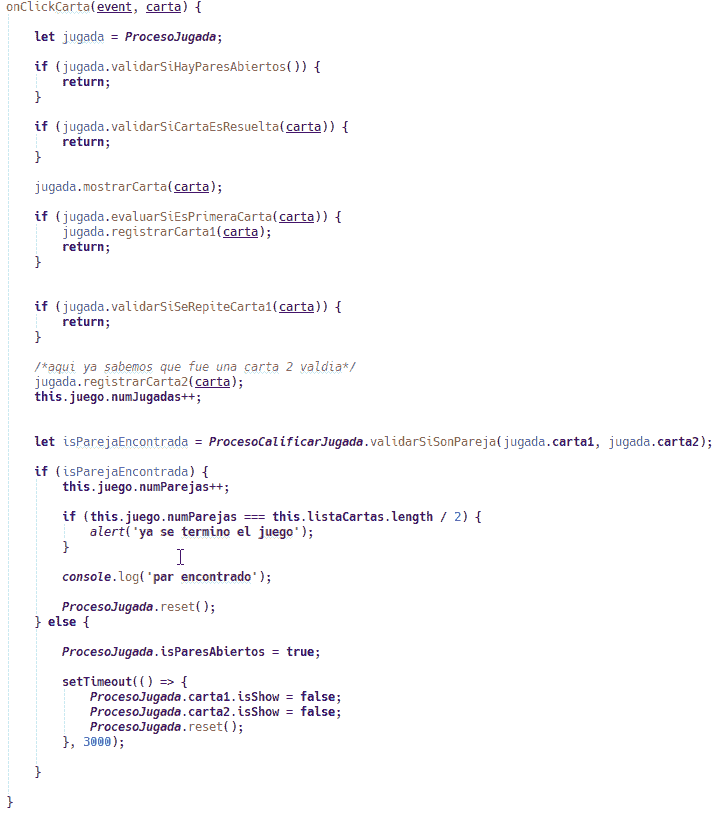 onClickCarta(event, carta) {
let jugada = ProcesoJugada;
if (jugada.validarSiHayParesAbiertos()) {
return;
}
if (jugada.validarSiCartaEsResuelta(carta)) {
return;
}
jugada.mostrarCarta(carta);
if (jugada.evaluarSiEsPrimeraCarta(carta)) {
jugada.registrarCarta1(carta);
return;
}
if (jugada.validarSiSeRepiteCarta1(carta)) {
return;
}
/*aqui ya sabemos que fue una carta 2 valdia*/
jugada.registrarCarta2(carta);
this.juego.numJugadas++;
let isParejaEncontrada = ProcesoCalificarJugada.validarSiSonPareja(jugada.carta1, jugada.carta2);
if (isParejaEncontrada) {
this.juego.numParejas++;
if (this.juego.numParejas === this.listaCartas.length / 2) {
alert('ya se termino el juego');
}
console.log('par encontrado');
ProcesoJugada.reset();
} else {
ProcesoJugada.isParesAbiertos = true;
setTimeout(() => {
ProcesoJugada.carta1.isShow = false;
ProcesoJugada.carta2.isShow = false;
ProcesoJugada.reset();
}, 3000);
}
}